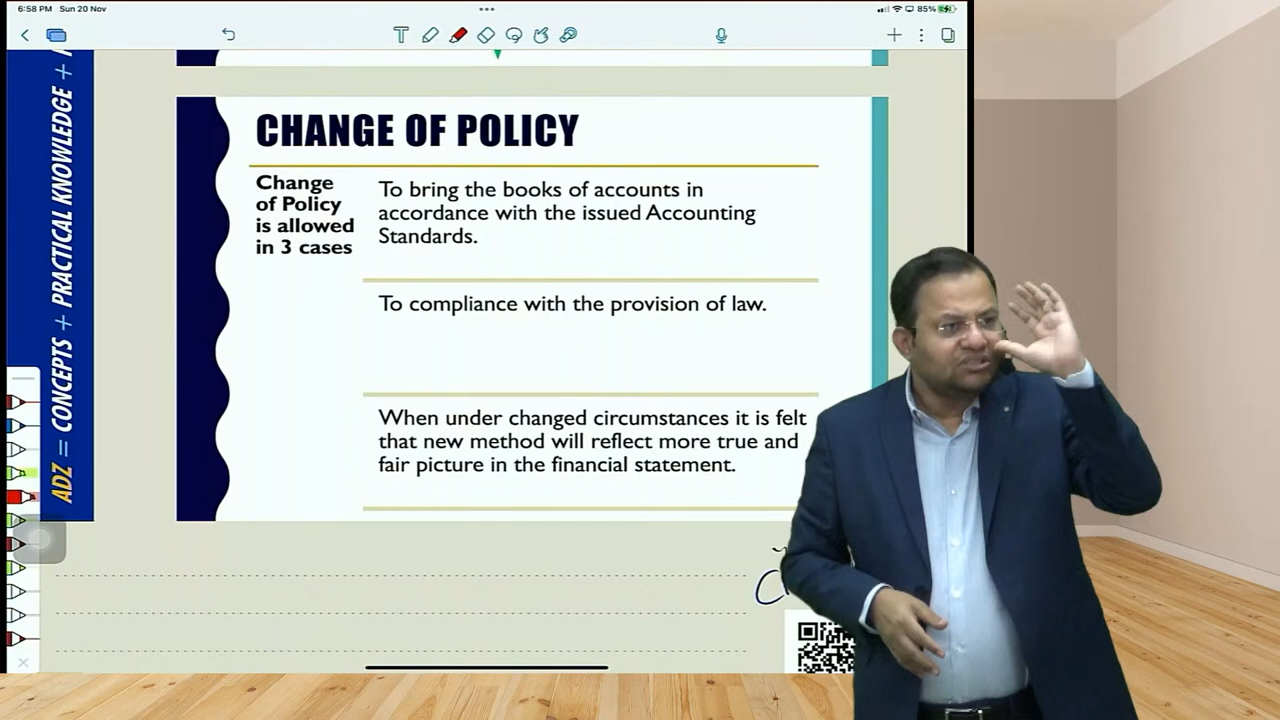 6:58 PM Sun 20 Nov
85%
ADZ = CONCEPTS + PRACTICAL KNOWLEDGE +
CHANGE OF POLICY
Change
of Policy
is allowed
in 3 cases
To bring the books of accounts in
accordance with the issued Accounting
Standards.
To compliance with the provision of law.
When under changed circumstances it is felt
that new method will reflect more true and
fair picture in the financial statement.